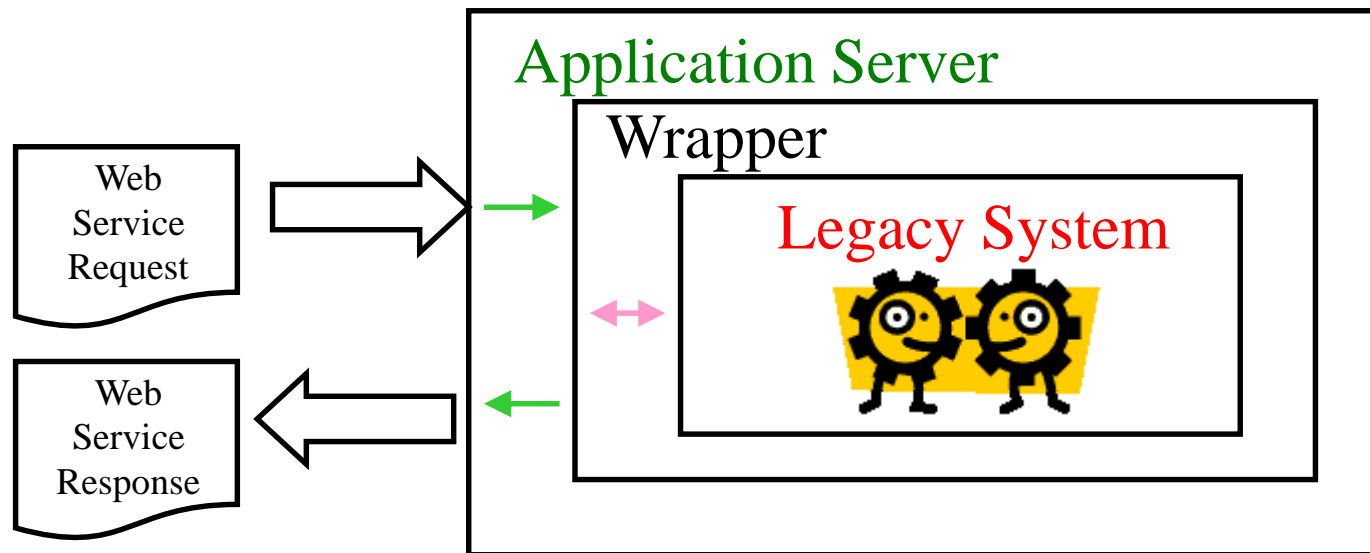 Application Server
Wrapper
Legacy System
Web
Service
Request
Web
Service
Response